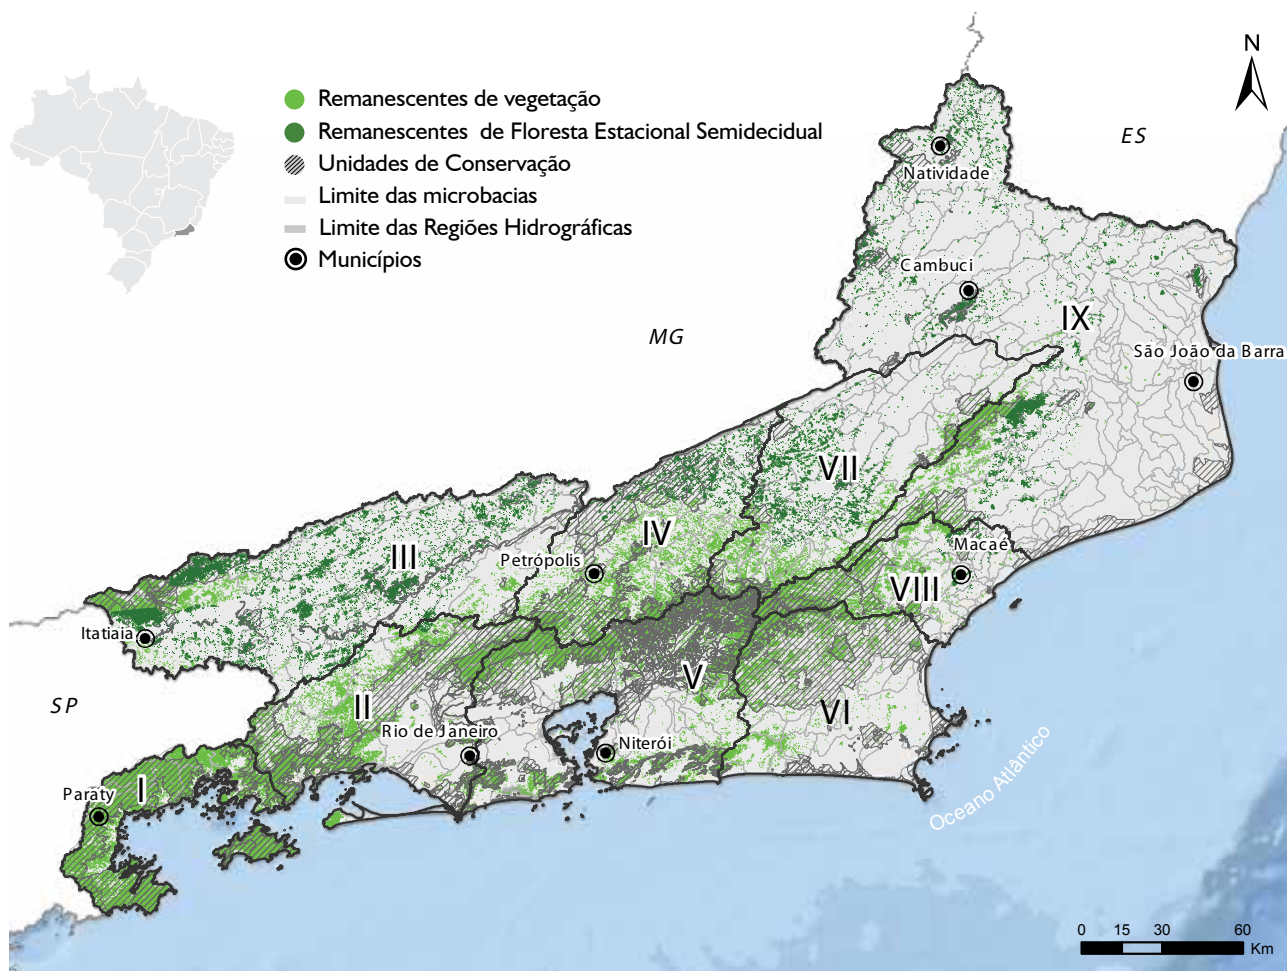 N
Remanescentes de vegetação
Remanescentes de Floresta Estacional Semidecidual
Unidades de Conservação
Limite das microbacias
Limite das Regiões Hidrográficas
Municípios
ES
Natividade
Cambuci
IX
MG
São João da Barra
VII
IV
III
Petrópolis
Macaé
VIII
Itatiaia
V
SP
II
VI
Rio de Janeiro
Niterói
Oceano Atlântico
I
Paraty
0 15 30 60
Km